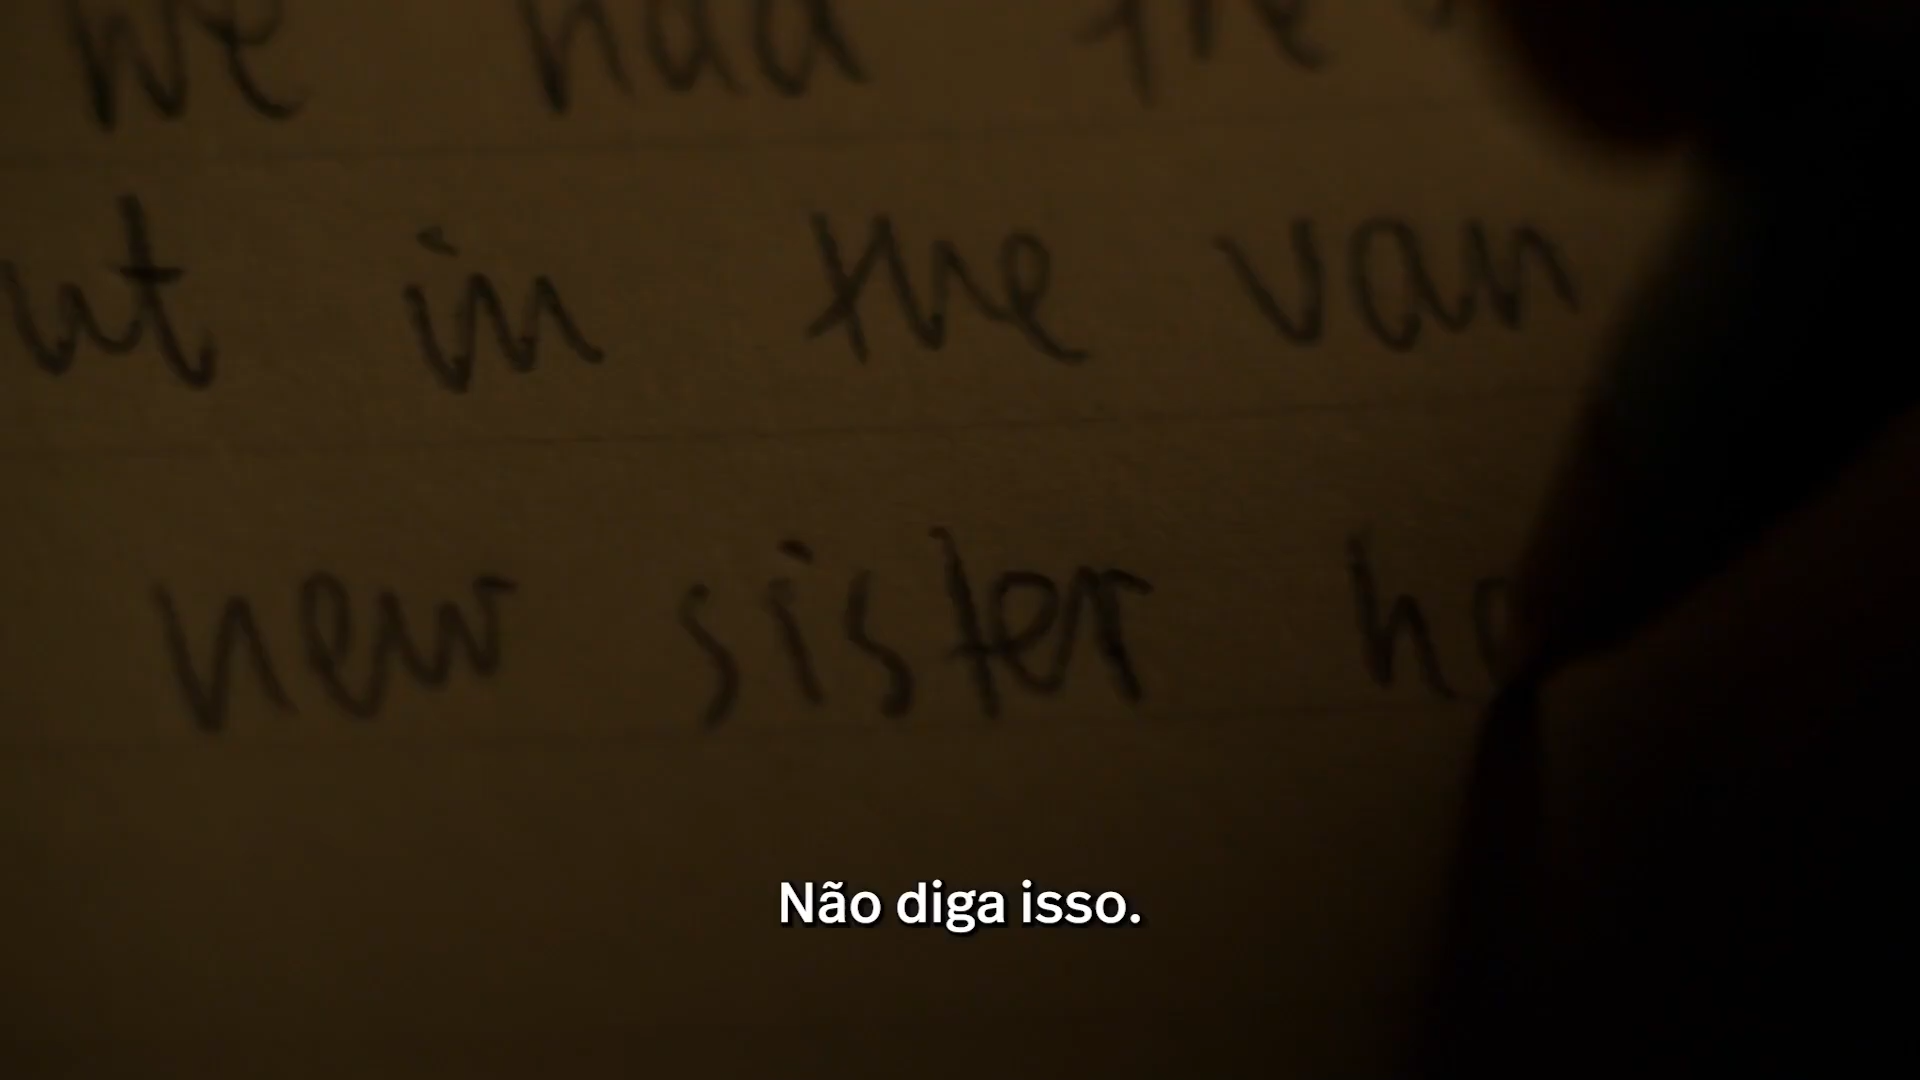 we had
in the van
new sister
Não diga isso.